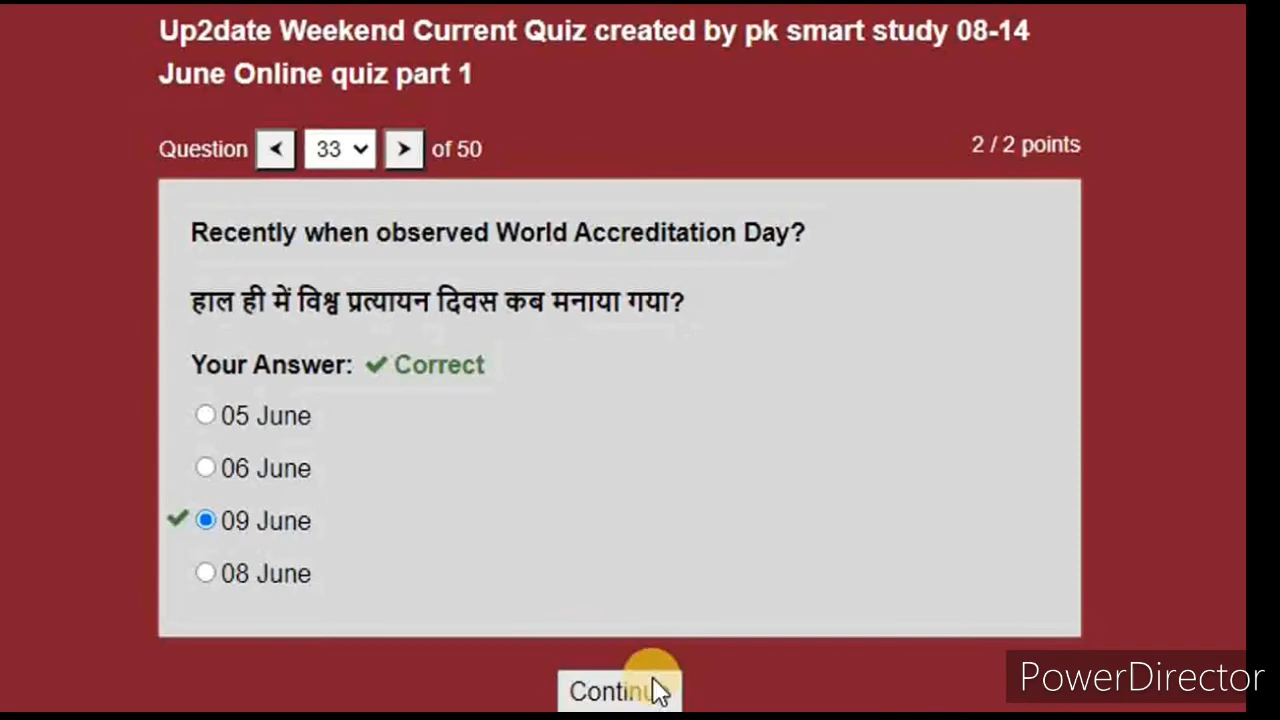 Up2date Weekend Current Quiz created by pk smart study 08-14
June Online quiz part 1
Question < 33 > of 50
2 / 2 points
Recently when observed World Accreditation Day?
हाल ही में विश्व प्रत्यायन दिवस कब मनाया गया?
Your Answer: ✔ Correct
05 June
06 June
✔ 09 June
08 June
PowerDirector